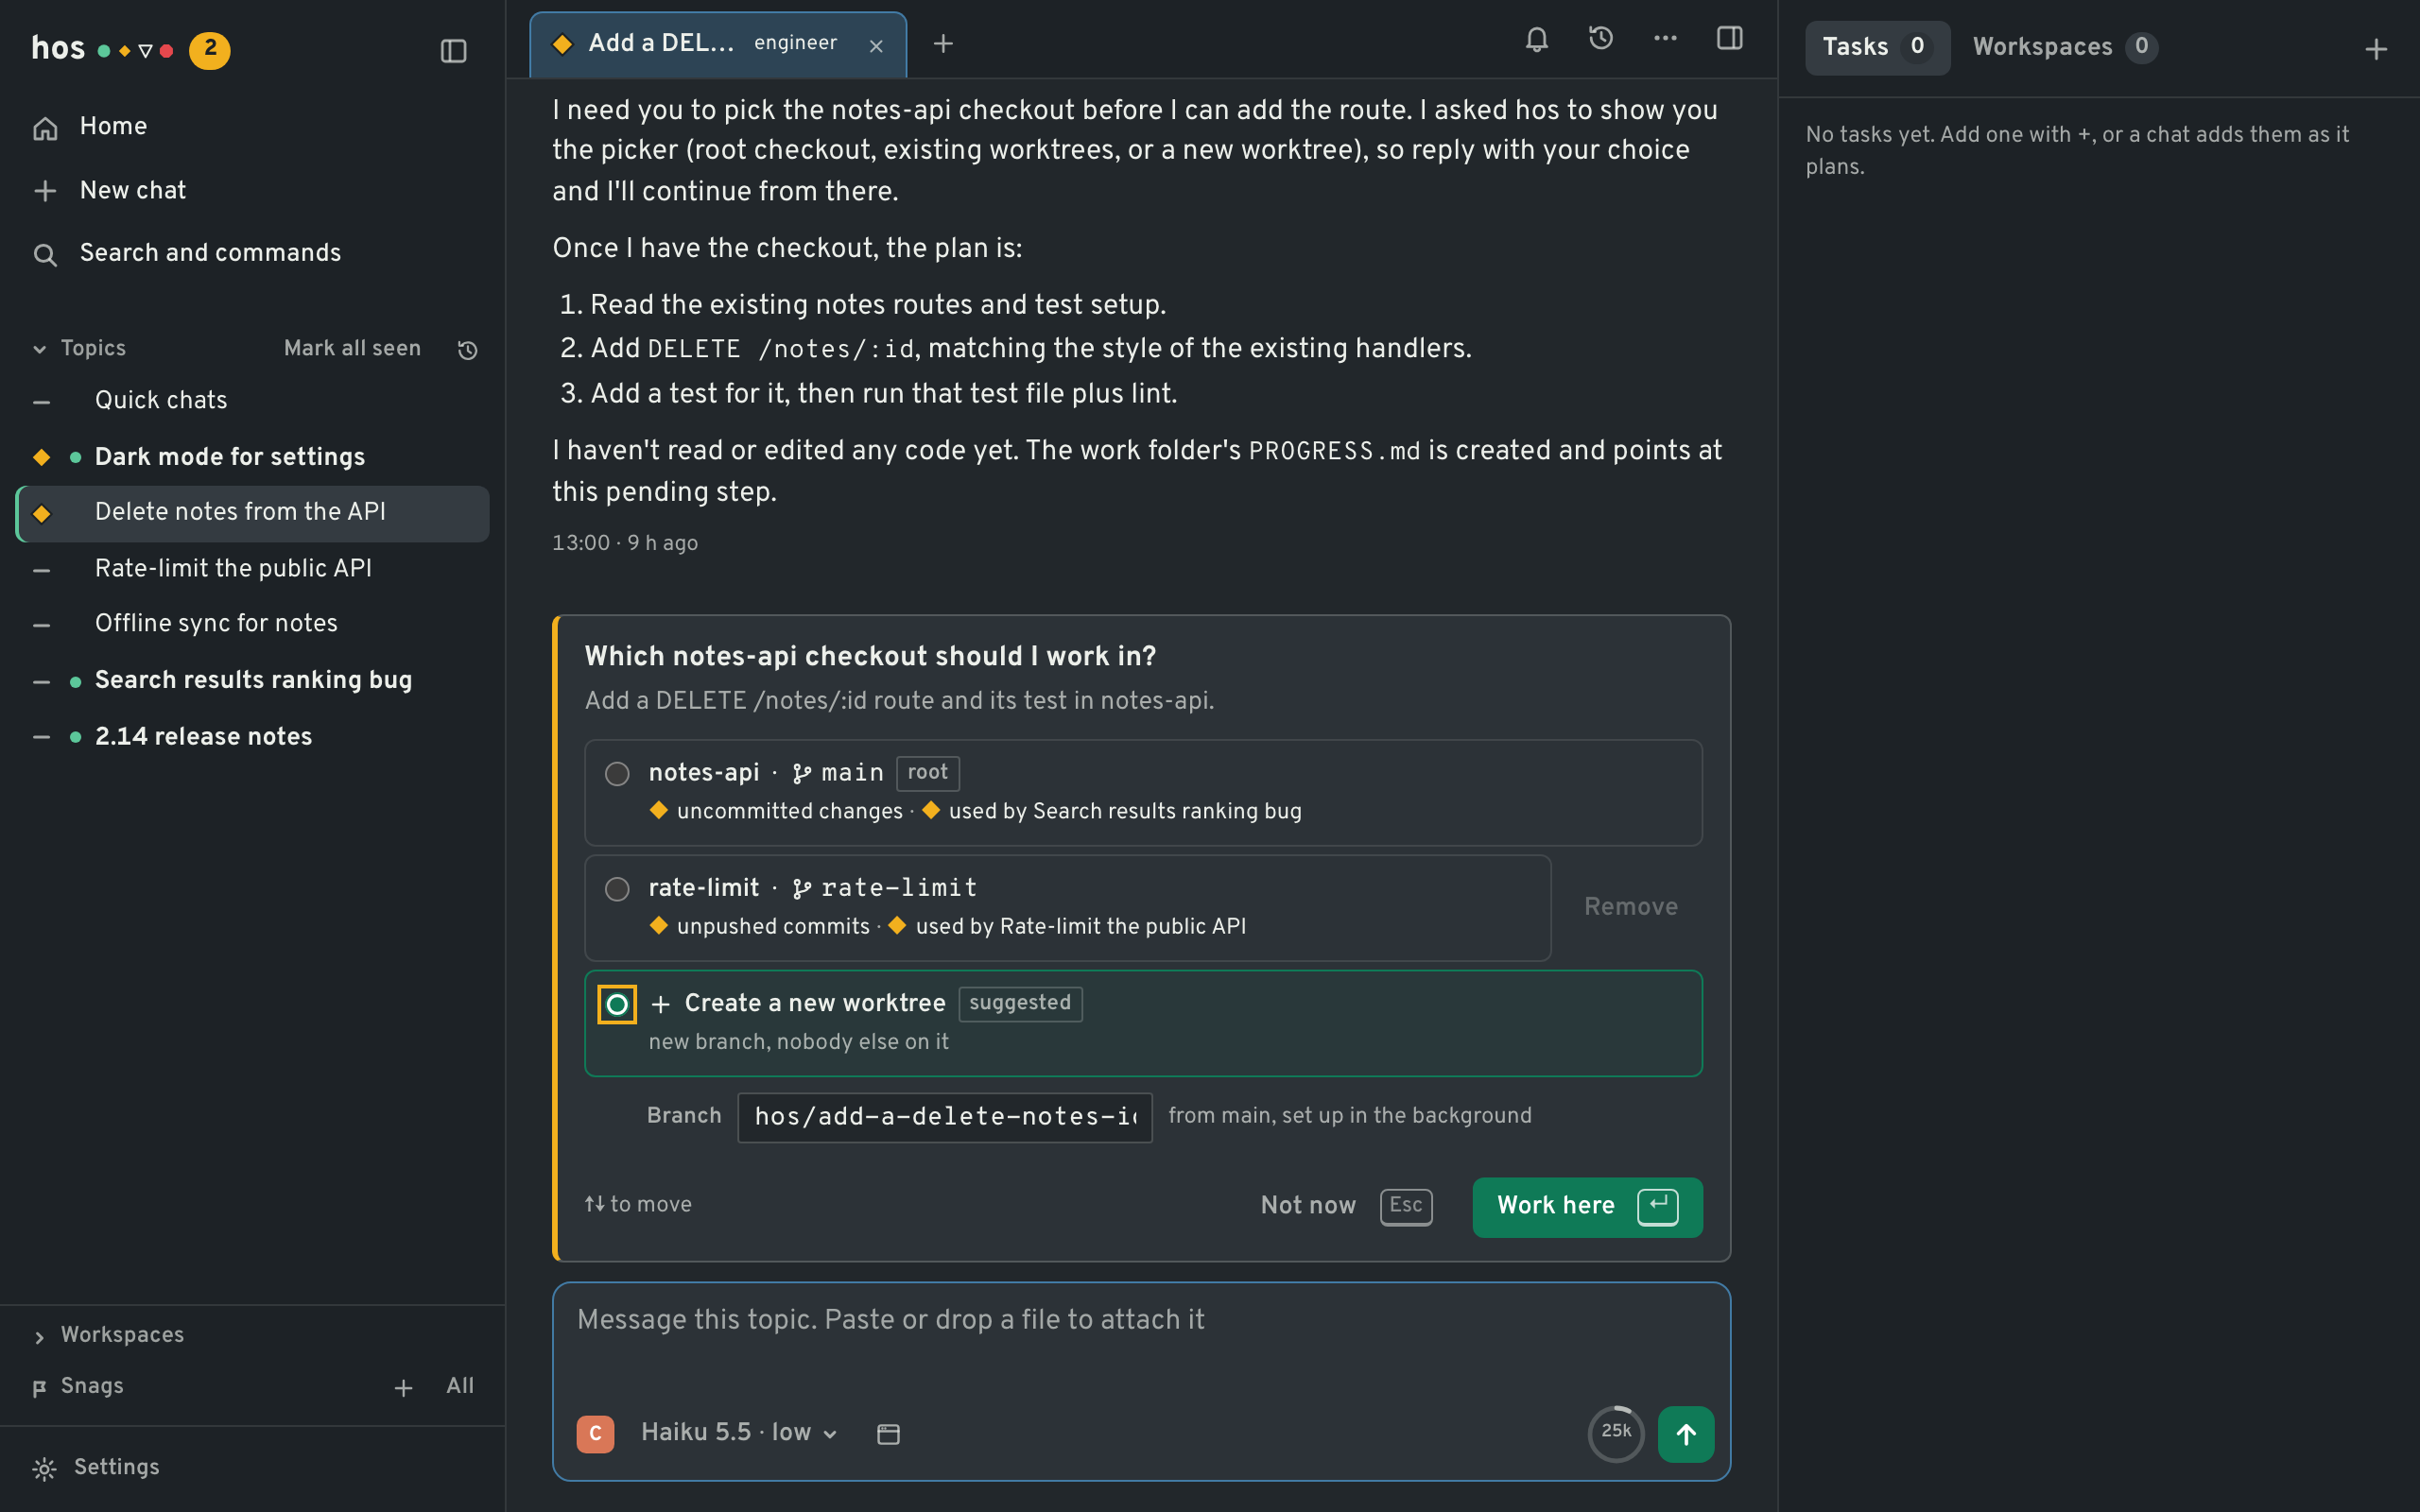 hos 2
Home
New chat
Search and commands
Topics Mark all seen
Quick chats
Dark mode for settings
Delete notes from the API
Rate-limit the public API
Offline sync for notes
Search results ranking bug
2.14 release notes
Workspaces
Snags All
Settings
Add a DEL... engineer
I need you to pick the notes-api checkout before I can add the route. I asked hos to show you
the picker (root checkout, existing worktrees, or a new worktree), so reply with your choice
and I'll continue from there.
Once I have the checkout, the plan is:
1. Read the existing notes routes and test setup.
2. Add DELETE /notes/:id, matching the style of the existing handlers.
3. Add a test for it, then run that test file plus lint.
I haven't read or edited any code yet. The work folder's PROGRESS.md is created and points at
this pending step.
13:00 · 9 h ago
Which notes-api checkout should I work in?
Add a DELETE /notes/:id route and its test in notes-api.
notes-api · main root
uncommitted changes · used by Search results ranking bug
rate-limit · rate-limit
unpushed commits · used by Rate-limit the public API
Remove
+ Create a new worktree suggested
new branch, nobody else on it
Branch hos/add-a-delete-notes-i from main, set up in the background
↑↓ to move
Not now Esc
Work here ↵
Message this topic. Paste or drop a file to attach it
C Haiku 5.5 · low
25k
Tasks 0 Workspaces 0
No tasks yet. Add one with +, or a chat adds them as it
plans.